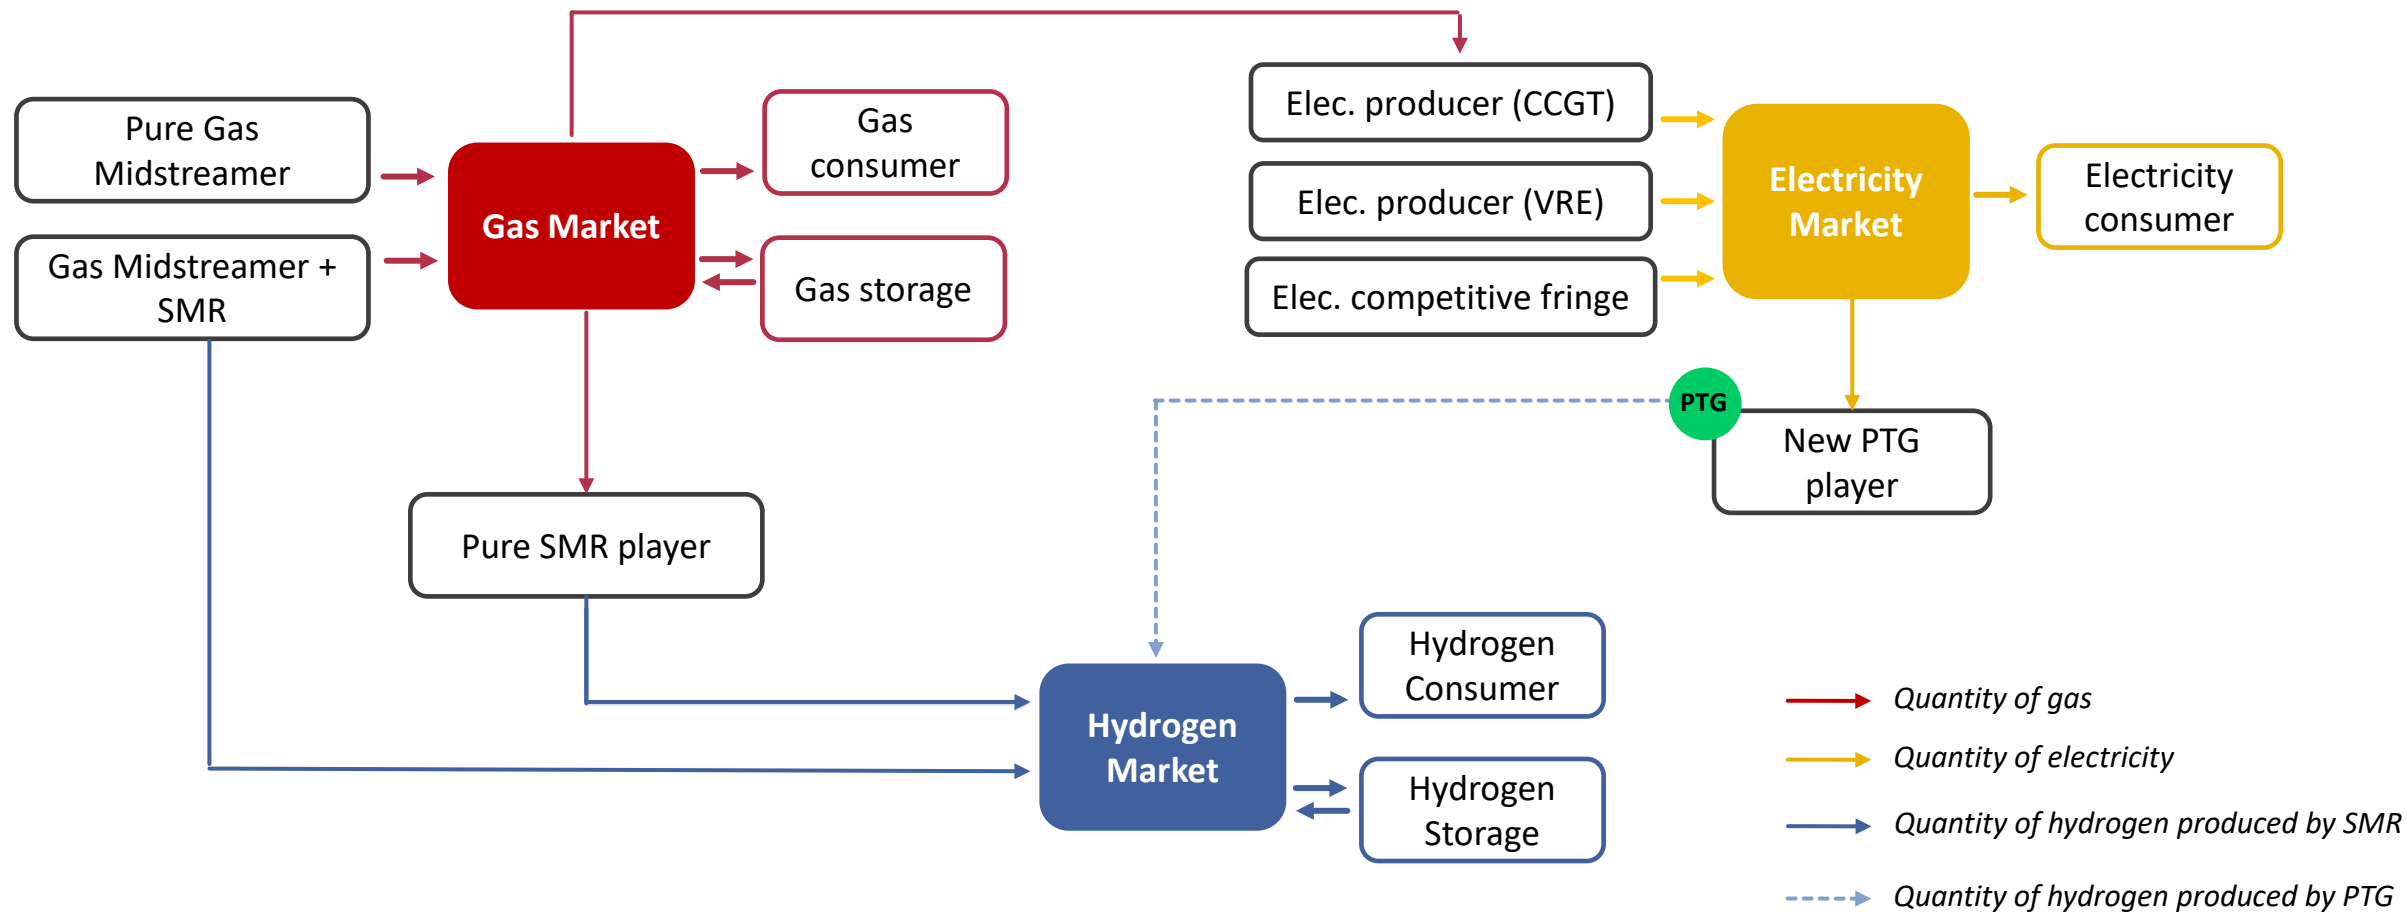 Pure Gas
Midstreamer
Gas Midstreamer +
SMR
Gas Market
Gas
consumer
Gas storage
Elec. producer (CCGT)
Elec. producer (VRE)
Elec. competitive fringe
Electricity
Market
Electricity
consumer
PTG
New PTG
player
Pure SMR player
Hydrogen
Market
Hydrogen
Consumer
Hydrogen
Storage
Quantity of gas
Quantity of electricity
Quantity of hydrogen produced by SMR
Quantity of hydrogen produced by PTG